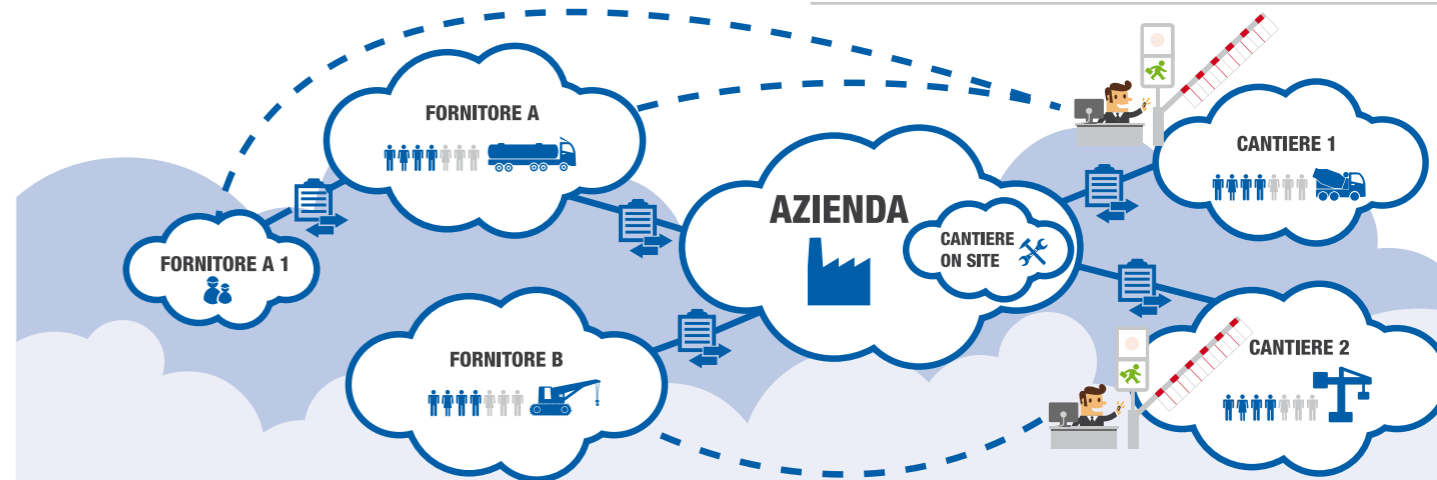 FORNITORE A
CANTIERE 1
AZIENDA
CANTIERE
ON SITE
FORNITORE A 1
FORNITORE B
CANTIERE 2